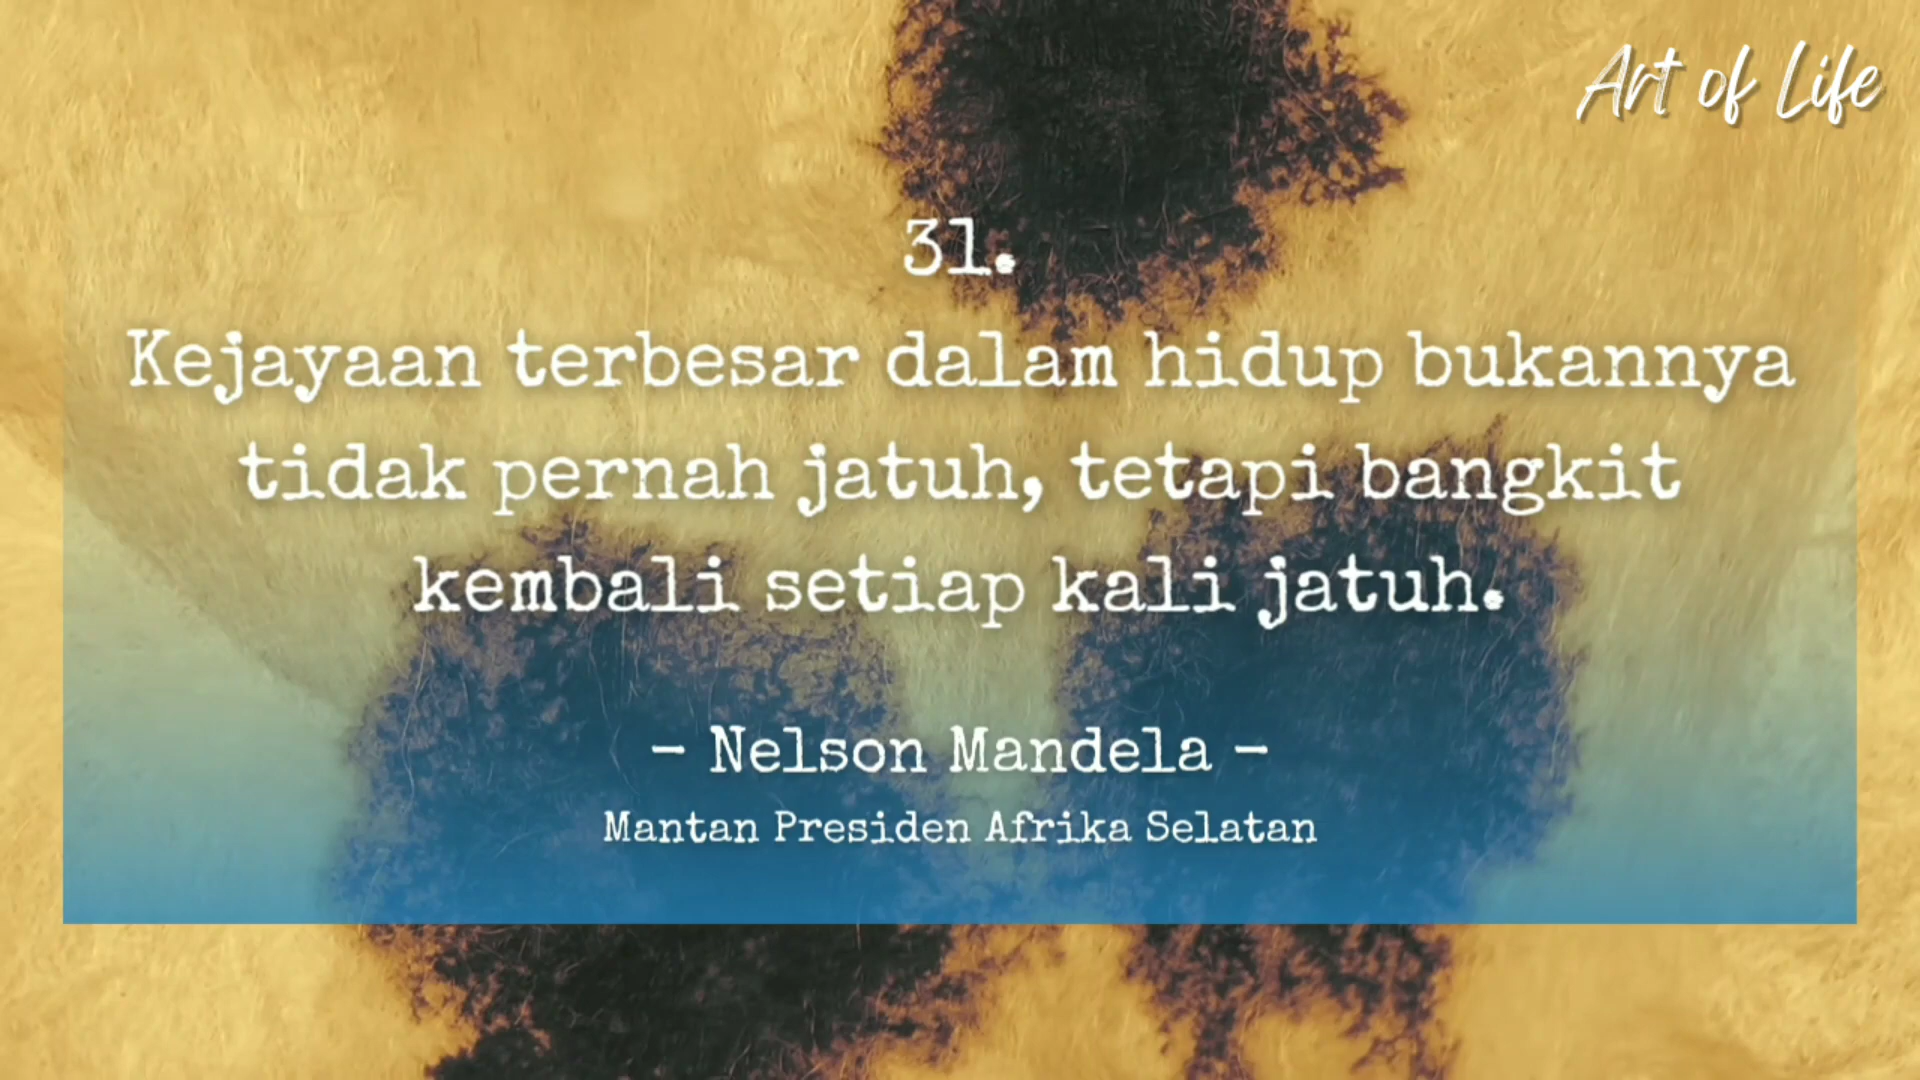 Art of Life
31.
Kejayaan terbesar dalam hidup bukannya
tidak pernah jatuh, tetapi bangkit
kembali setiap kali jatuh.
- Nelson Mandela -
Mantan Presiden Afrika Selatan